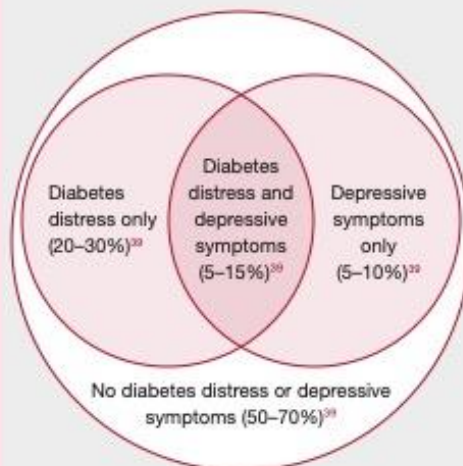 Diabetes
distress only
(20–30%)³⁹
Diabetes
distress and
depressive
symptoms
(5–15%)³⁹
Depressive
symptoms
only
(5–10%)³⁹
No diabetes distress or depressive
symptoms (50–70%)³⁹